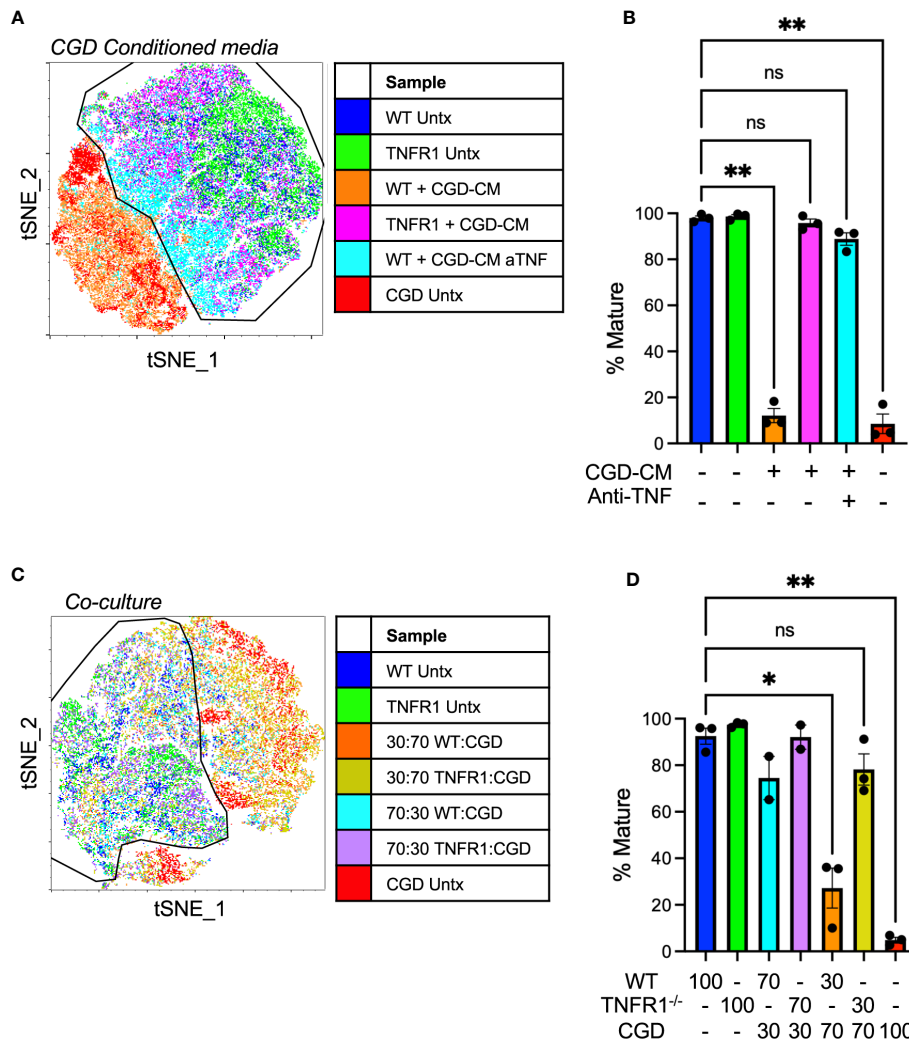 A
CGD Conditioned media
tSNE_2
tSNE_1
Sample
WT Untx
TNFR1 Untx
WT + CGD-CM
TNFR1 + CGD-CM
WT + CGD-CM aTNF
CGD Untx
B
**
ns
ns
**
% Mature
100
80
60
40
20
0
CGD-CM - - + + + -
Anti-TNF - - - - + -
C
Co-culture
tSNE_2
tSNE_1
Sample
WT Untx
TNFR1 Untx
30:70 WT:CGD
30:70 TNFR1:CGD
70:30 WT:CGD
70:30 TNFR1:CGD
CGD Untx
D
**
ns
*
% Mature
100
80
60
40
20
0
WT 100 - 70 - 30 - -
TNFR1-/- - 100 - 70 - 30 -
CGD - - 30 30 70 70 100